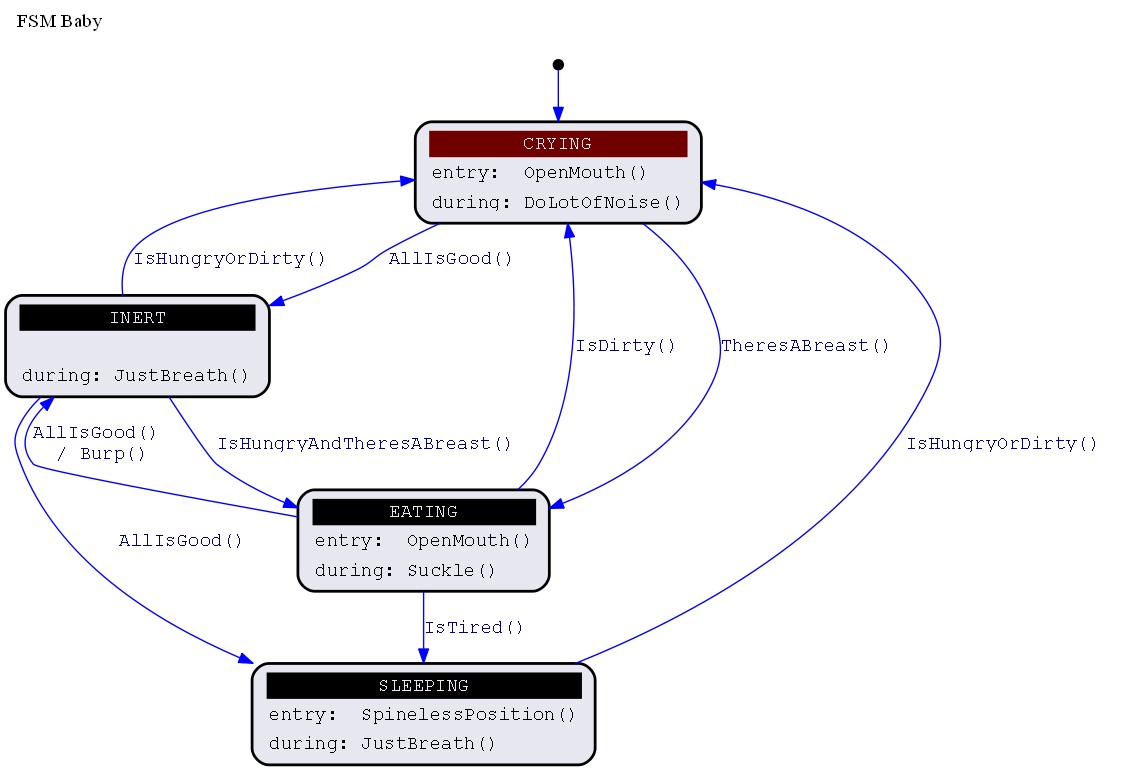 FSM Baby
CRYING
entry:  OpenMouth()
during: DoLotOfNoise()
IsHungryOrDirty()
AllIsGood()
INERT
during: JustBreath()
IsDirty()
TheresABreast()
AllIsGood()
/ Burp()
IsHungryAndTheresABreast()
IsHungryOrDirty()
EATING
entry:  OpenMouth()
during: Suckle()
AllIsGood()
IsTired()
SLEEPING
entry:  SpinelessPosition()
during: JustBreath()